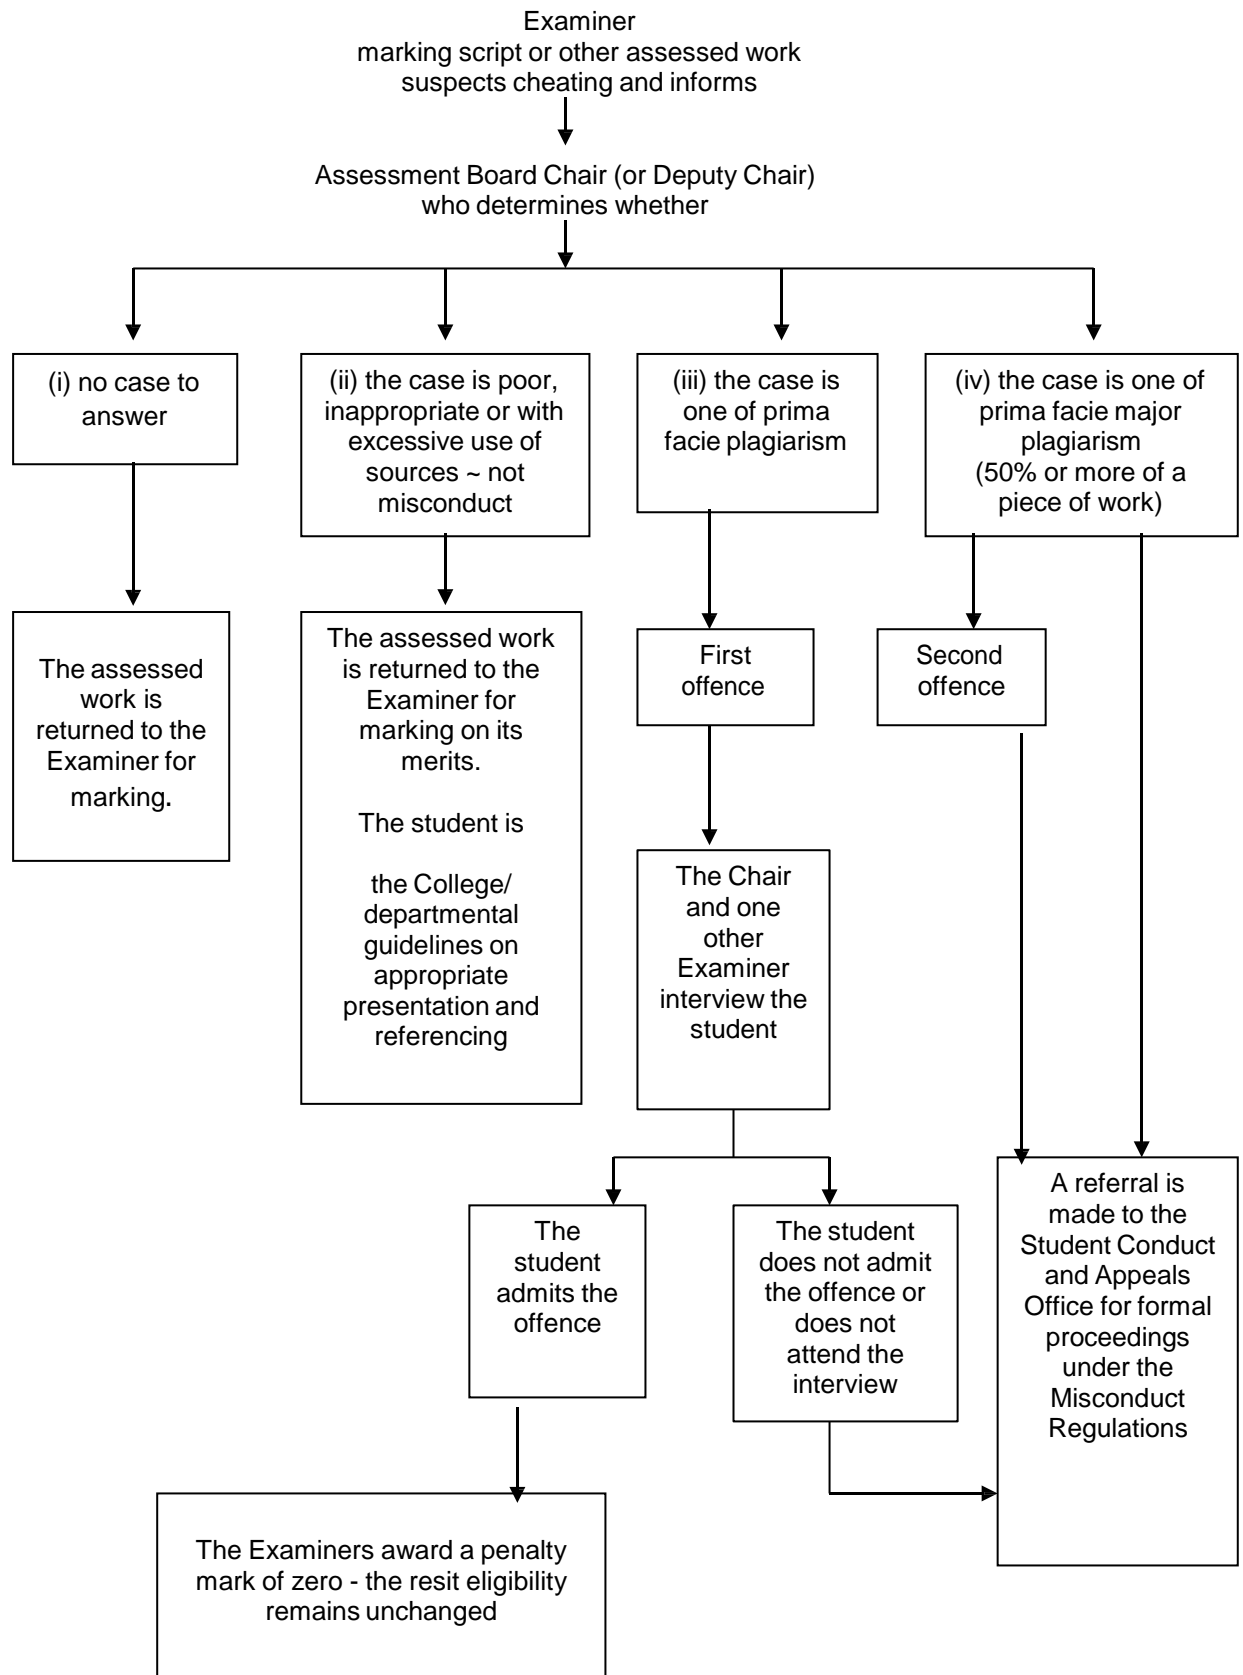 Examiner
marking script or other assessed work
suspects cheating and informs
Assessment Board Chair (or Deputy Chair)
who determines whether
(i) no case to
answer
(ii) the case is poor,
inappropriate or with
excessive use of
sources ~ not
misconduct
(iii) the case is
one of prima
facie plagiarism
(iv) the case is one of
prima facie major
plagiarism
(50% or more of a
piece of work)
The assessed
work is
returned to the
Examiner for
marking.
The assessed work
is returned to the
Examiner for
marking on its
merits.
The student is
the College/
departmental
guidelines on
appropriate
presentation and
referencing
First
offence
Second
offence
The Chair
and one
other
Examiner
interview the
student
The
student
admits the
offence
The student
does not admit
the offence or
does not
attend the
interview
A referral is
made to the
Student Conduct
and Appeals
Office for formal
proceedings
under the
Misconduct
Regulations
The Examiners award a penalty
mark of zero - the resit eligibility
remains unchanged